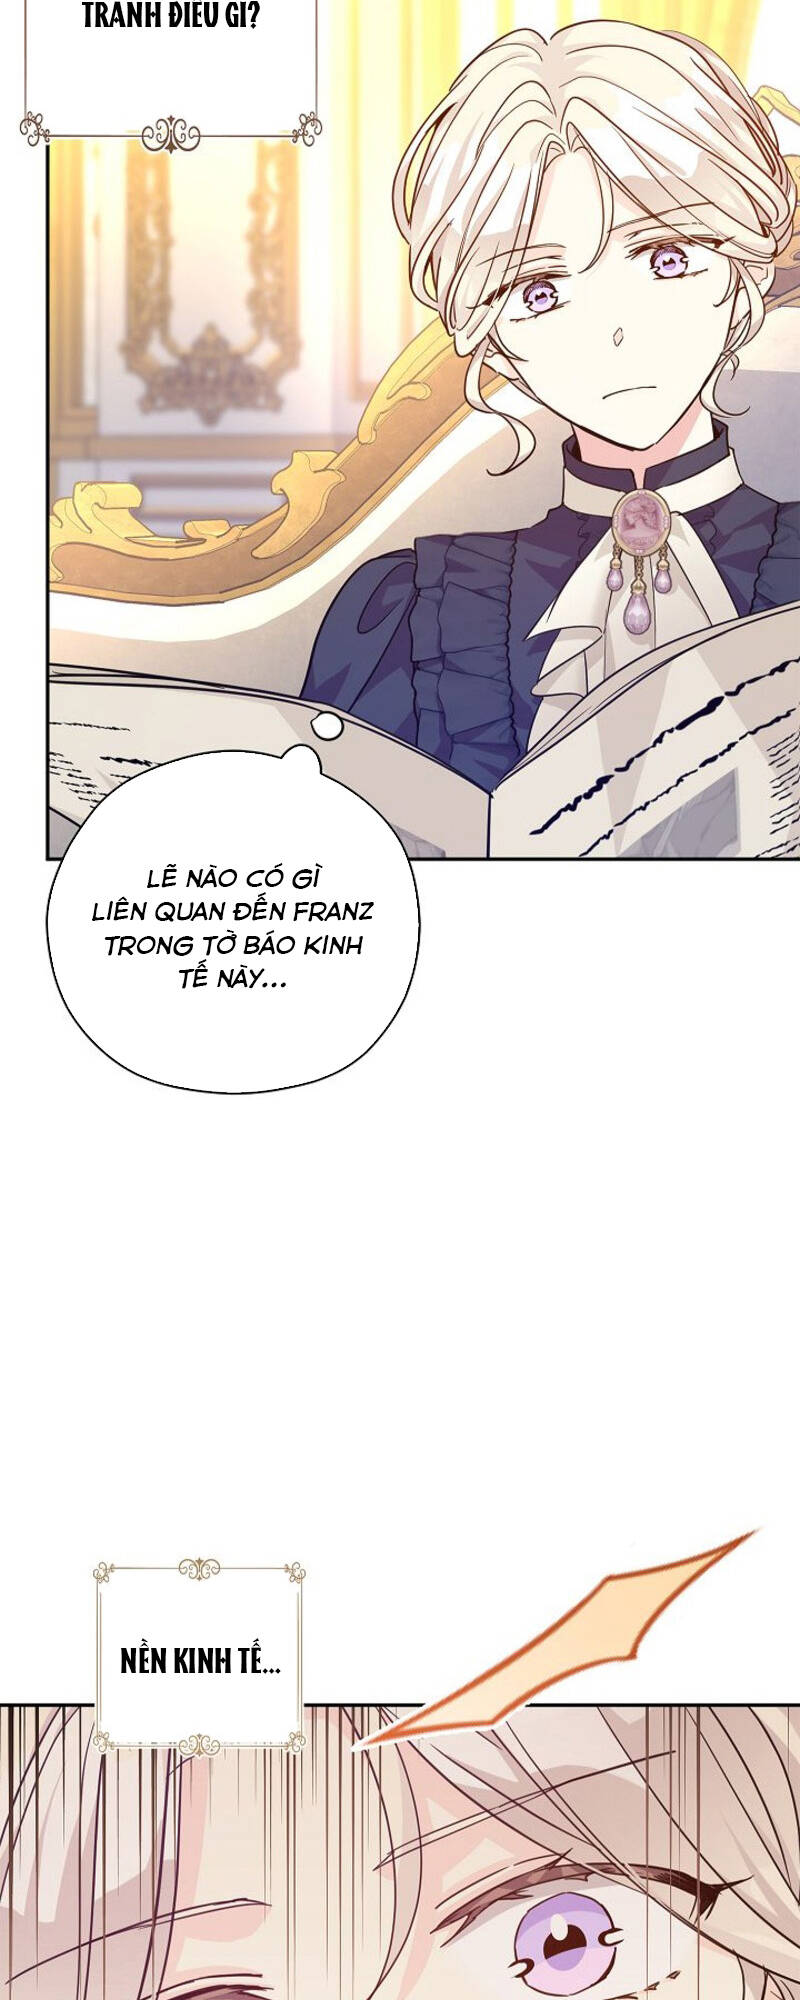 TRANH ĐIỀU GÌ?
LẼ NÀO CÓ GÌ
LIÊN QUAN ĐẾN FRANZ
TRONG TỜ BÁO KINH
TẾ NÀY...
NỀN KINH TẾ...